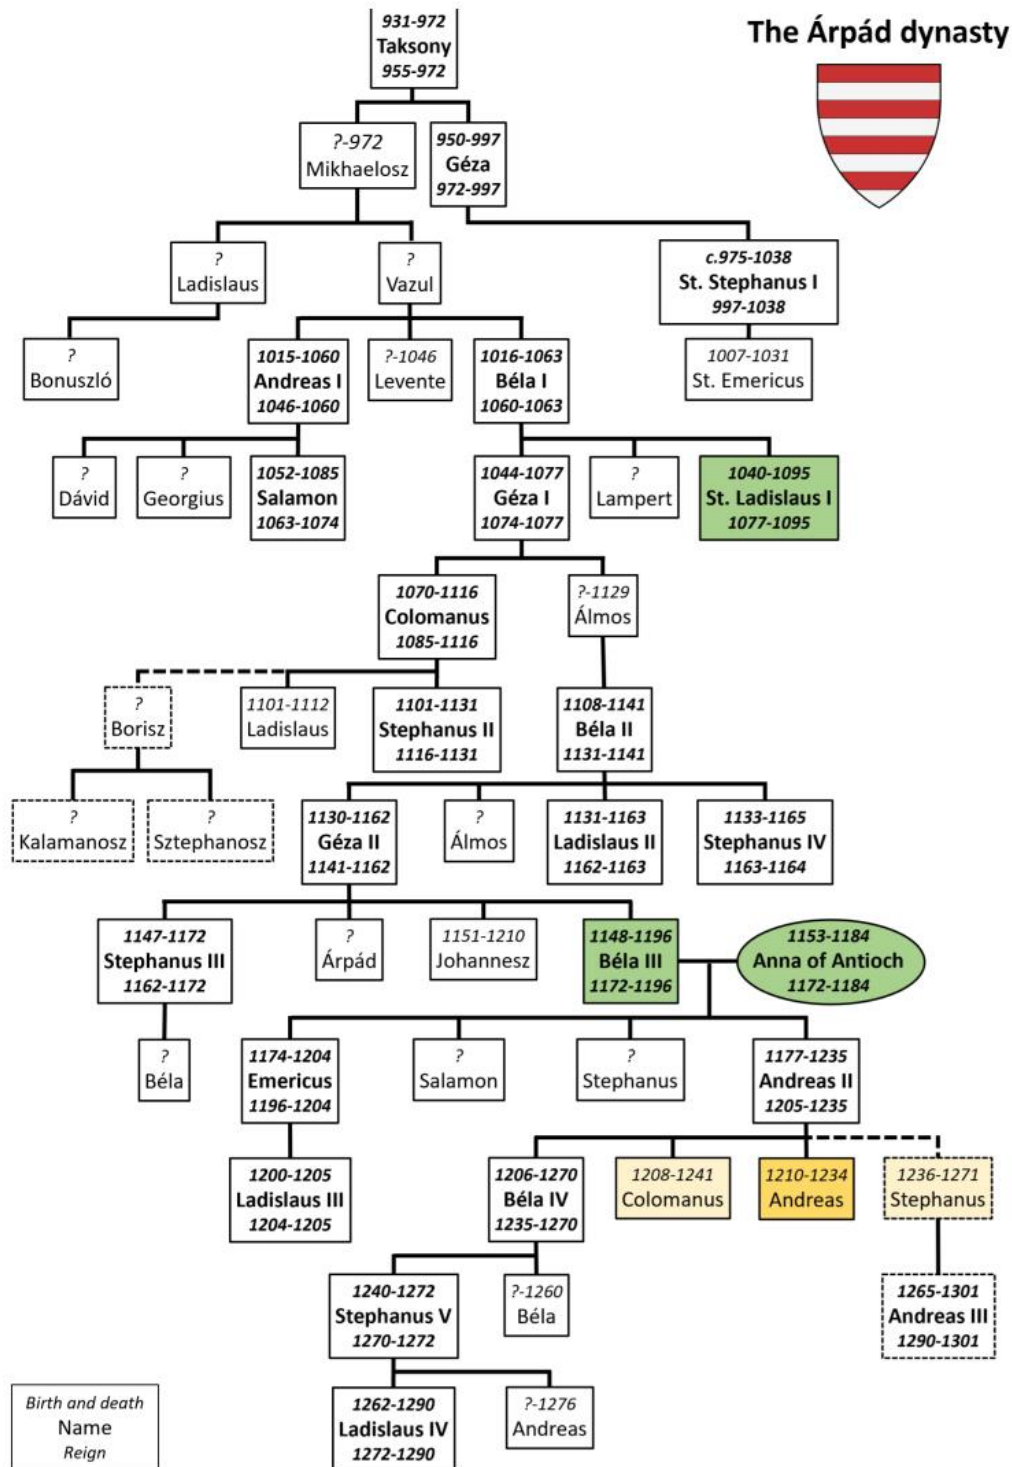 The Árpád dynasty
931-972
Taksony
955-972
?-972
Mikhaelosz
950-997
Géza
972-997
?
Ladislaus
?
Vazul
c.975-1038
St. Stephanus I
997-1038
?
Bonuszló
1015-1060
Andreas I
1046-1060
?-1046
Levente
1016-1063
Béla I
1060-1063
1007-1031
St. Emericus
?
Dávid
?
Georgius
1052-1085
Salamon
1063-1074
1044-1077
Géza I
1074-1077
?
Lampert
1040-1095
St. Ladislaus I
1077-1095
1070-1116
Colomanus
1085-1116
?-1129
Álmos
?
Borisz
1101-1112
Ladislaus
1101-1131
Stephanus II
1116-1131
1108-1141
Béla II
1131-1141
?
Kalamanosz
?
Sztephanosz
1130-1162
Géza II
1141-1162
?
Álmos
1131-1163
Ladislaus II
1162-1163
1133-1165
Stephanus IV
1163-1164
1147-1172
Stephanus III
1162-1172
?
Árpád
1151-1210
Johannesz
1148-1196
Béla III
1172-1196
1153-1184
Anna of Antioch
1172-1184
?
Béla
1174-1204
Emericus
1196-1204
?
Salamon
?
Stephanus
1177-1235
Andreas II
1205-1235
1200-1205
Ladislaus III
1204-1205
1206-1270
Béla IV
1235-1270
1208-1241
Colomanus
1210-1234
Andreas
1236-1271
Stephanus
1240-1272
Stephanus V
1270-1272
?-1260
Béla
1265-1301
Andreas III
1290-1301
1262-1290
Ladislaus IV
1272-1290
?-1276
Andreas
Birth and death
Name
Reign